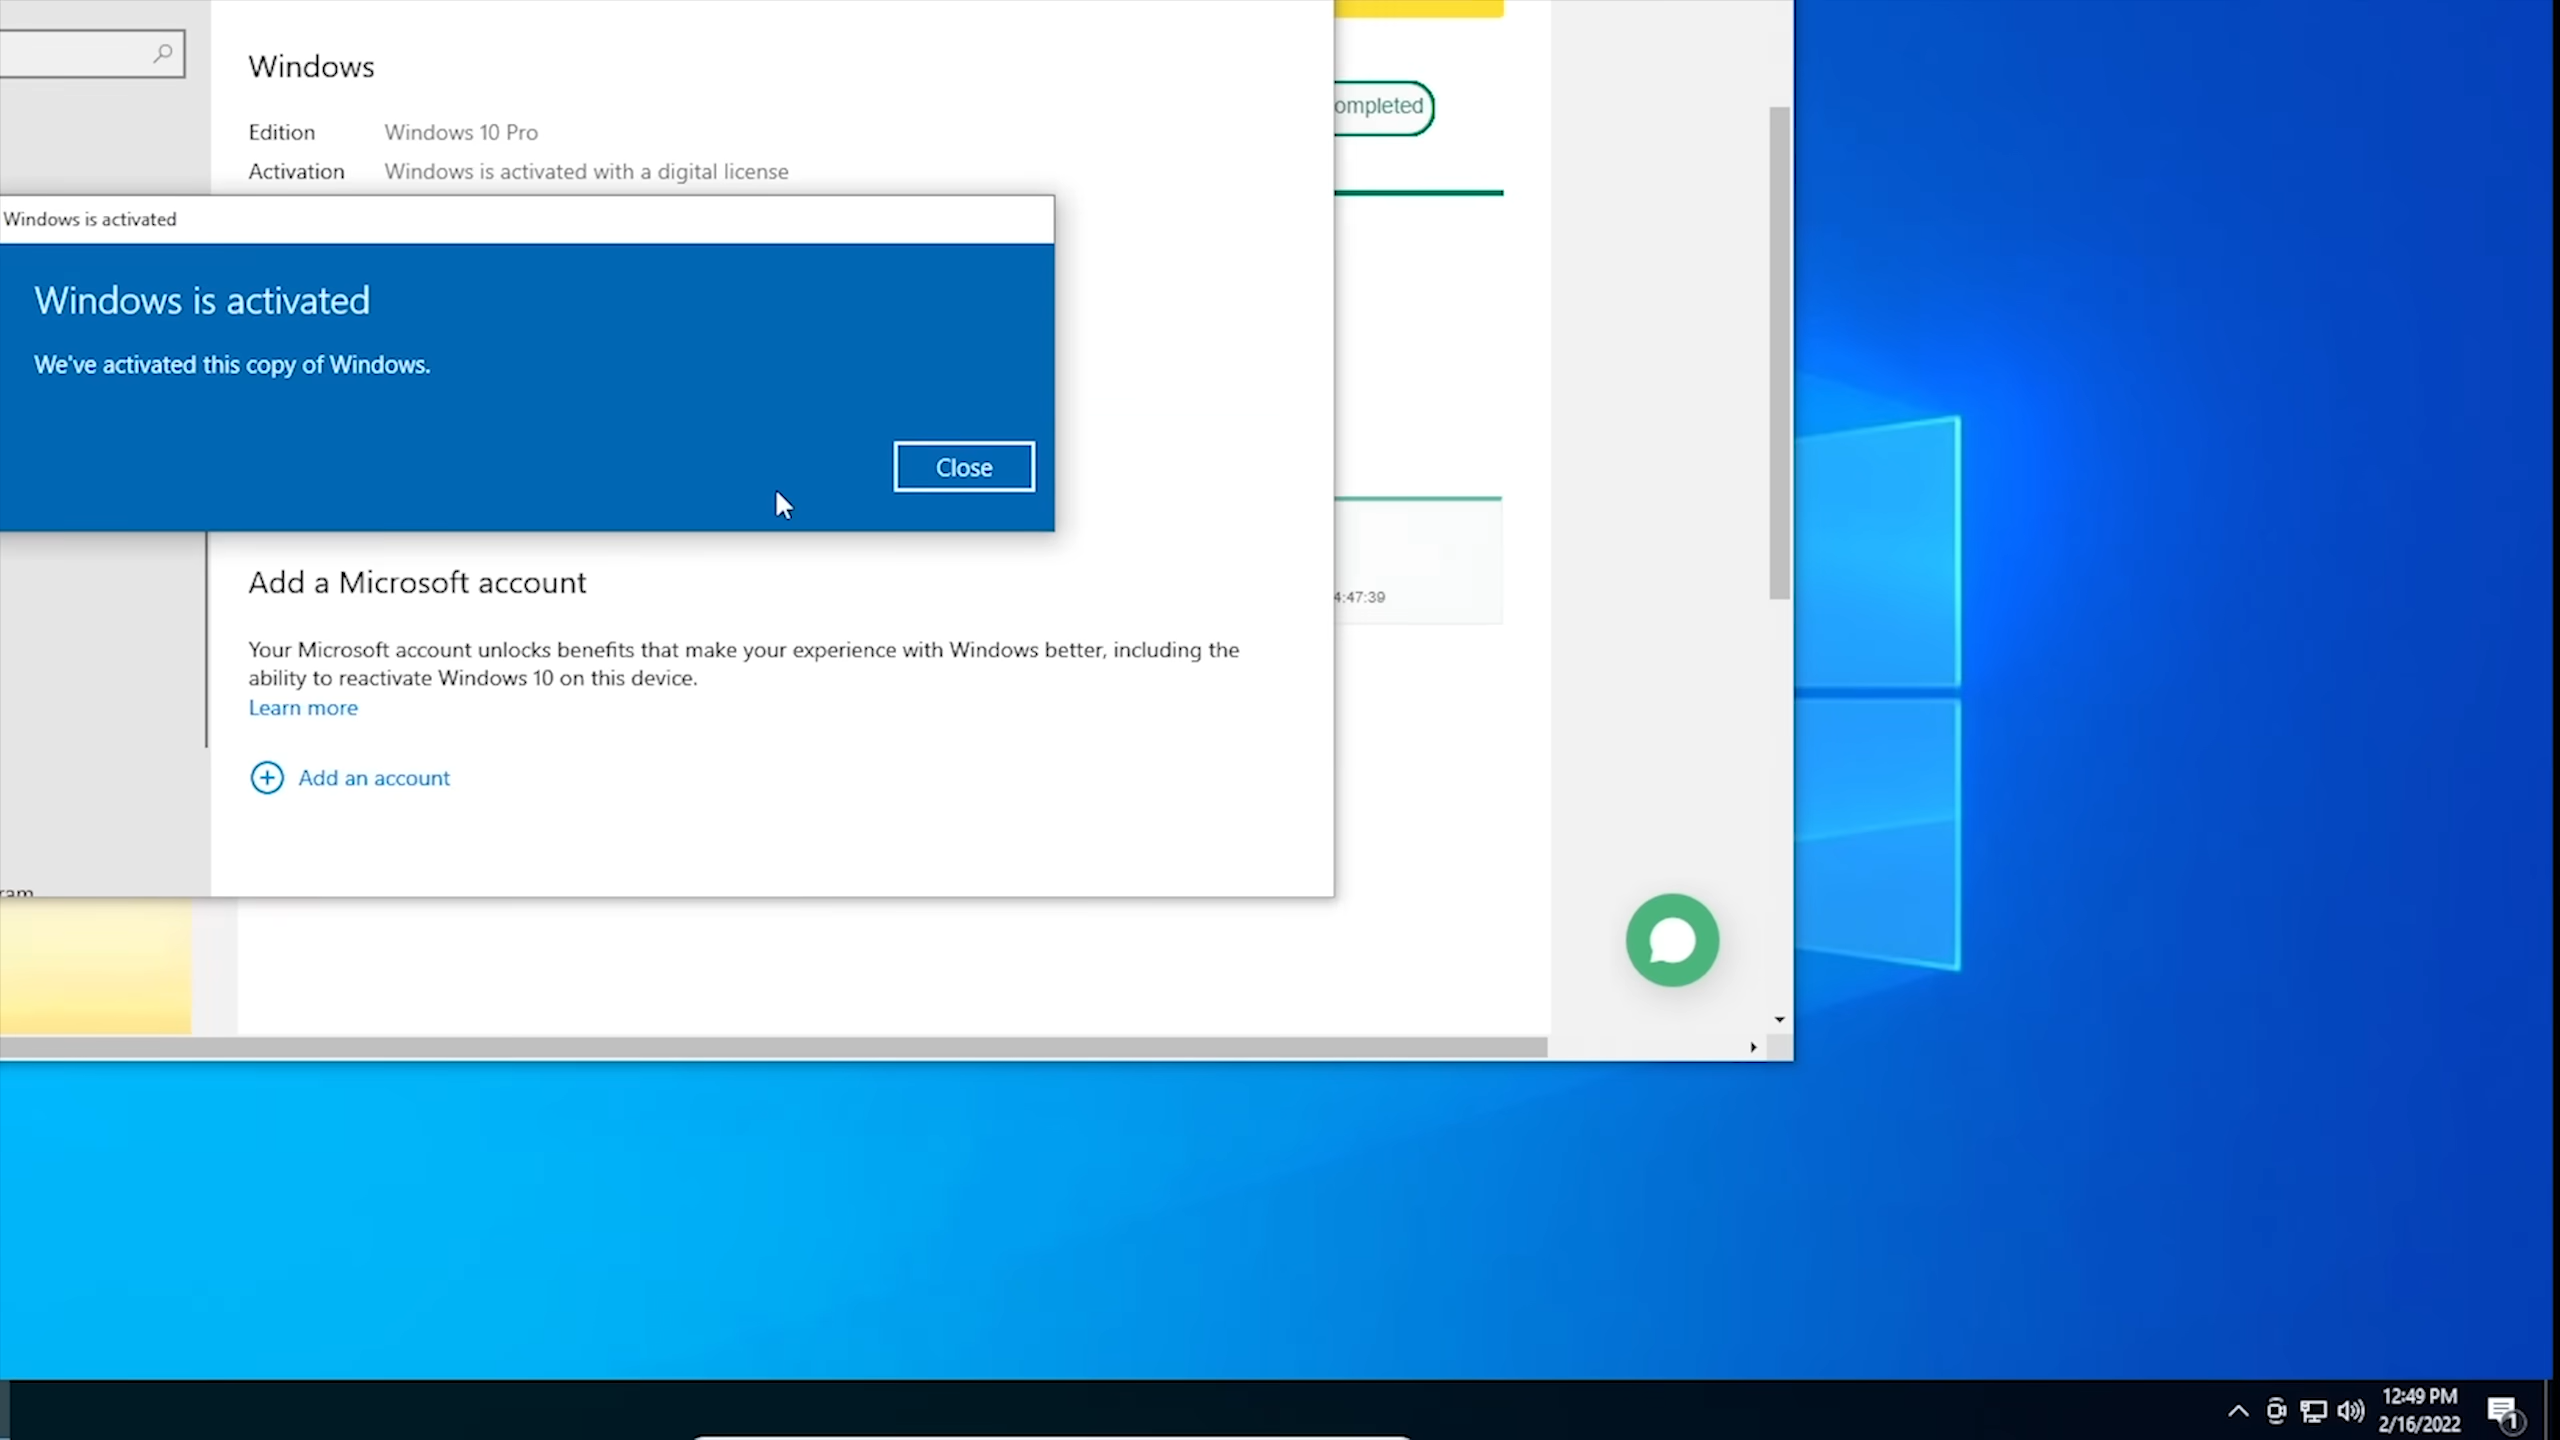 Windows
ompleted
Edition Windows 10 Pro
Activation Windows is activated with a digital license
Windows is activated
Windows is activated
We've activated this copy of Windows.
Close
Add a Microsoft account
4:47:39
Your Microsoft account unlocks benefits that make your experience with Windows better, including the
ability to reactivate Windows 10 on this device.
Learn more
Add an account
ram
12:49 PM
2/16/2022
1